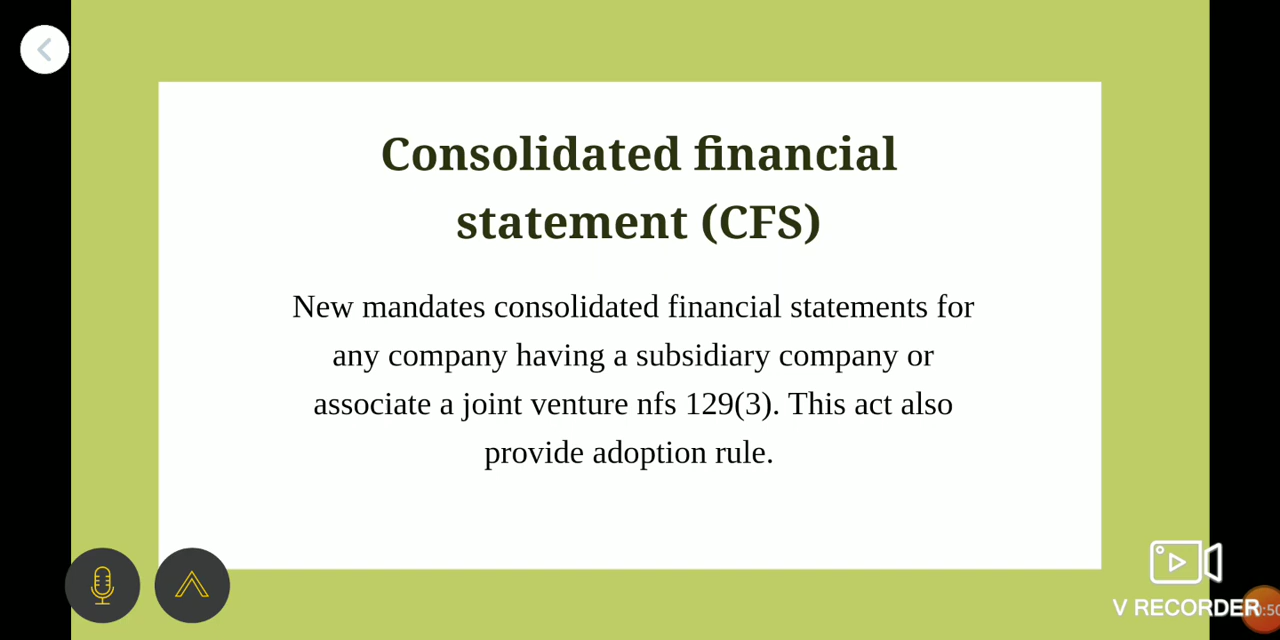 Consolidated financial
statement (CFS)
New mandates consolidated financial statements for
any company having a subsidiary company or
associate a joint venture nfs 129(3). This act also
provide adoption rule.
V RECORDER